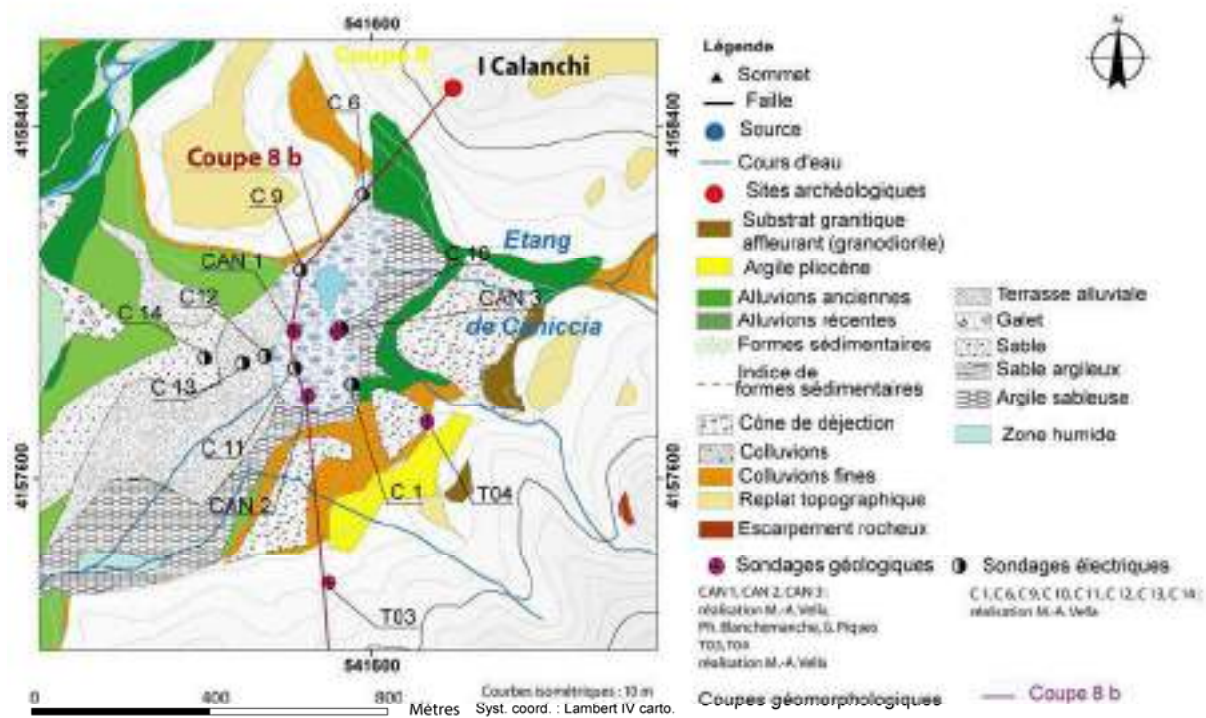 541600
Coupe 8
I Calanchi
C 6
4158400
Coupe 8 b
C 9
Etang
CAN 1
C 10
C12
CAN 3
C 14
de Caniccia
C 13
C 11
4157600
CAN 2
C 1
T04
T03
541600
0 400 800 Métres
Courbes isométriques : 10 m
Syst. coord. : Lambert IV carto.
N
Légende
Sommet
Faille
Source
Cours d'eau
Sites archéologiques
Substrat granitique
affleurant (granodiorite)
Argile pliocène
Alluvions anciennes
Alluvions récentes
Formes sédimentaires
Indice de
formes sédimentaires
Cône de déjection
Colluvions
Colluvions fines
Replat topographique
Escarpement rocheux
Terrasse alluviale
Galet
Sable
Sable argileux
Argile sableuse
Zone humide
Sondages géologiques
CAN 1, CAN 2, CAN 3 :
réalisation M.-A. Vella,
Ph. Blanchemanche, G. Piques
T03, T04
réalisation M.-A. Vella
Sondages électriques
C 1, C 6, C 9, C 10, C 11, C 12, C 13, C 14 :
réalisation M.-A. Vella
Coupes géomorphologiques
Coupe 8 b